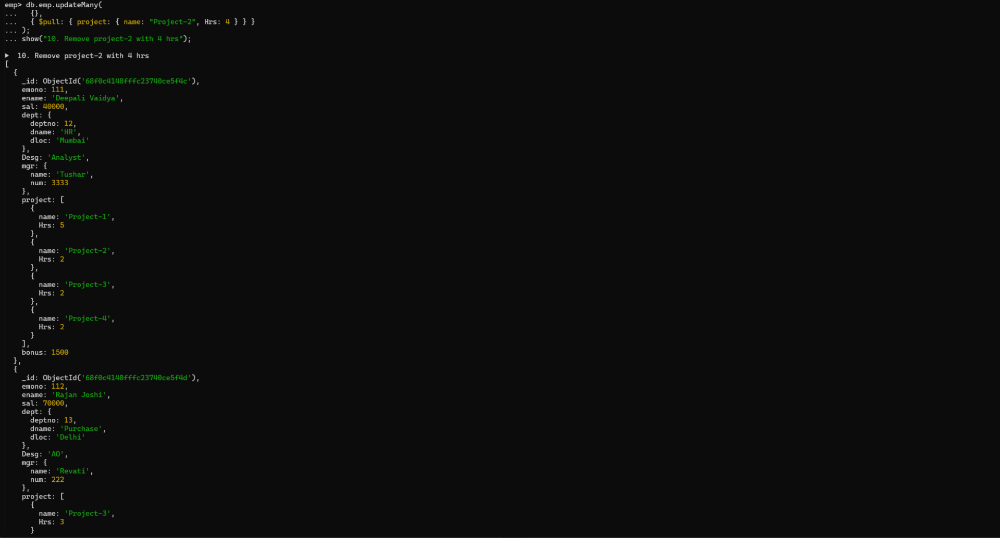 emp> db.emp.updateMany(
...   {},
...   { $pull: { project: { name: "Project-2", Hrs: 4 } } }
... );
... show("10. Remove project-2 with 4 hrs");
▶  10. Remove project-2 with 4 hrs
[
  {
    _id: ObjectId('68f0c4148fffc23740ce5f4c'),
    emono: 111,
    ename: 'Deepali Vaidya',
    sal: 40000,
    dept: {
      deptno: 12,
      dname: 'HR',
      dloc: 'Mumbai'
    },
    Desg: 'Analyst',
    mgr: {
      name: 'Tushar',
      num: 3333
    },
    project: [
      {
        name: 'Project-1',
        Hrs: 5
      },
      {
        name: 'Project-2',
        Hrs: 2
      },
      {
        name: 'Project-3',
        Hrs: 2
      },
      {
        name: 'Project-4',
        Hrs: 2
      }
    ],
    bonus: 1500
  },
  {
    _id: ObjectId('68f0c4148fffc23740ce5f4d'),
    emono: 112,
    ename: 'Rajan Joshi',
    sal: 70000,
    dept: {
      deptno: 13,
      dname: 'Purchase',
      dloc: 'Delhi'
    },
    Desg: 'AO',
    mgr: {
      name: 'Revati',
      num: 222
    },
    project: [
      {
        name: 'Project-3',
        Hrs: 3
      }